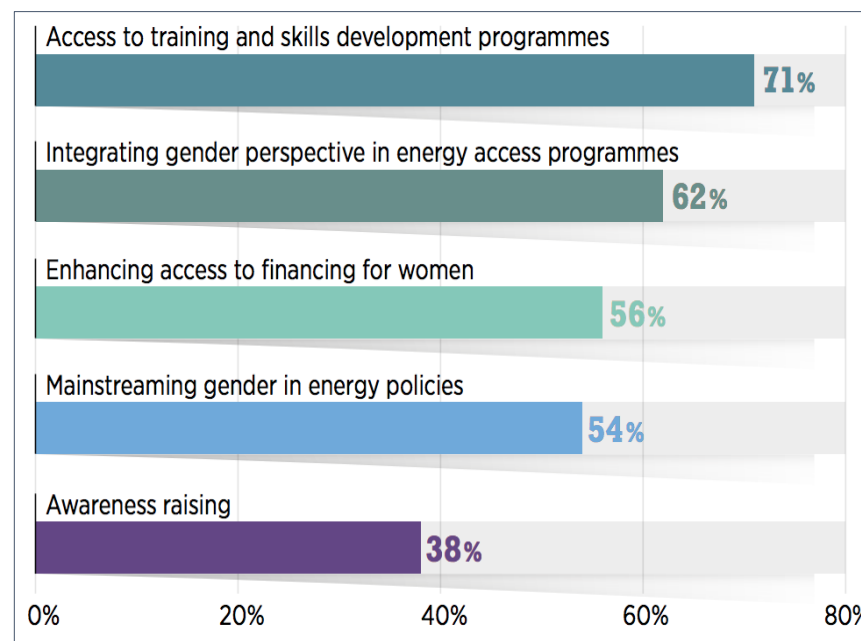 Access to training and skills development programmes
71%
Integrating gender perspective in energy access programmes
62%
Enhancing access to financing for women
56%
Mainstreaming gender in energy policies
54%
Awareness raising
38%
0% 20% 40% 60% 80%